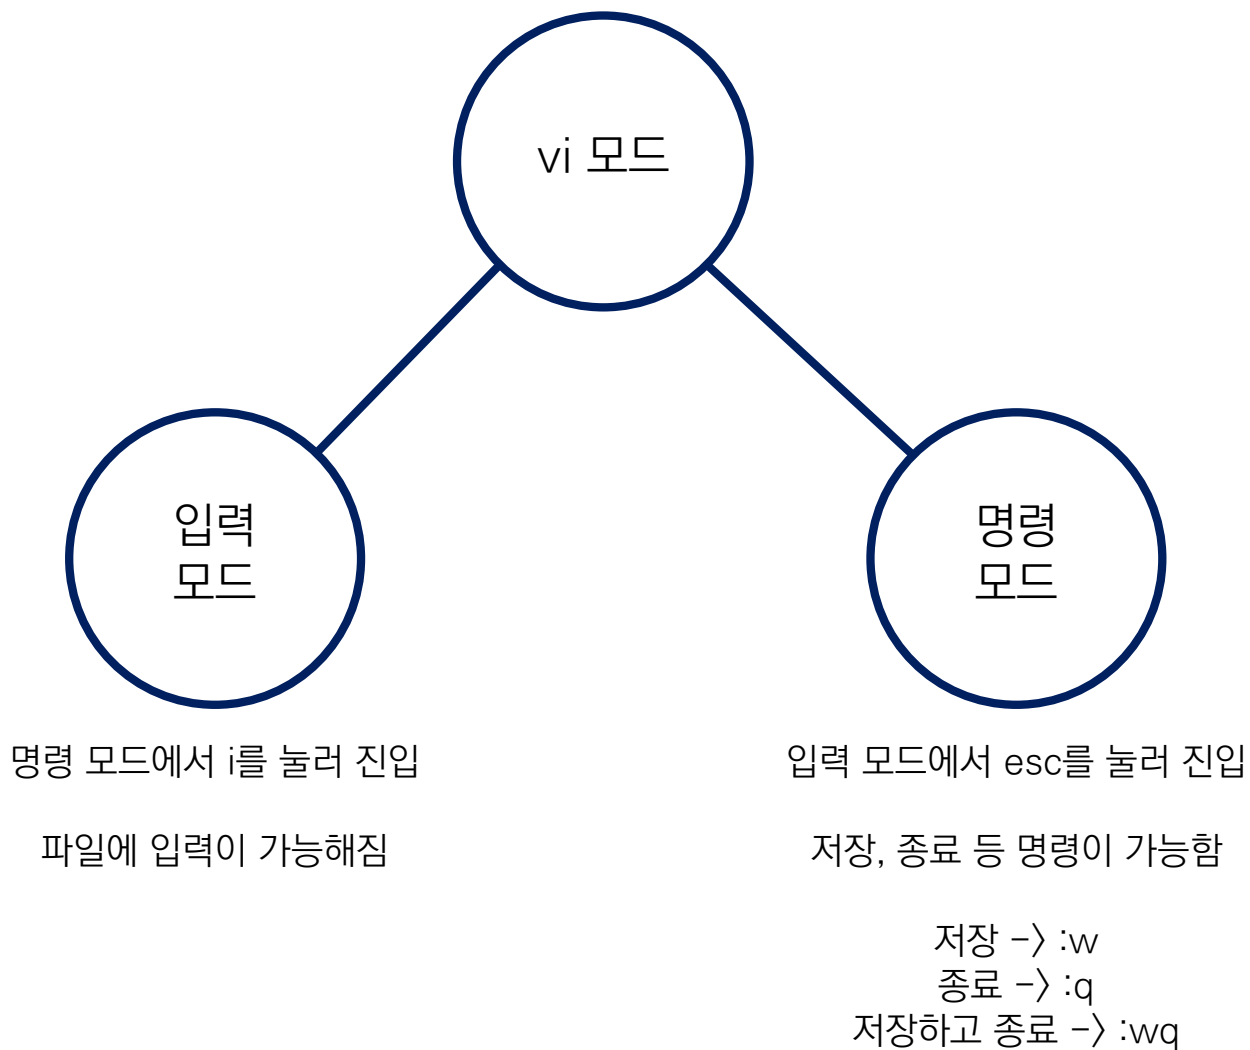 vi 모드
입력
모드
명령
모드
명령 모드에서 i를 눌러 진입
파일에 입력이 가능해짐
입력 모드에서 esc를 눌러 진입
저장, 종료 등 명령이 가능함
저장 -> :w
종료 -> :q
저장하고 종료 -> :wq